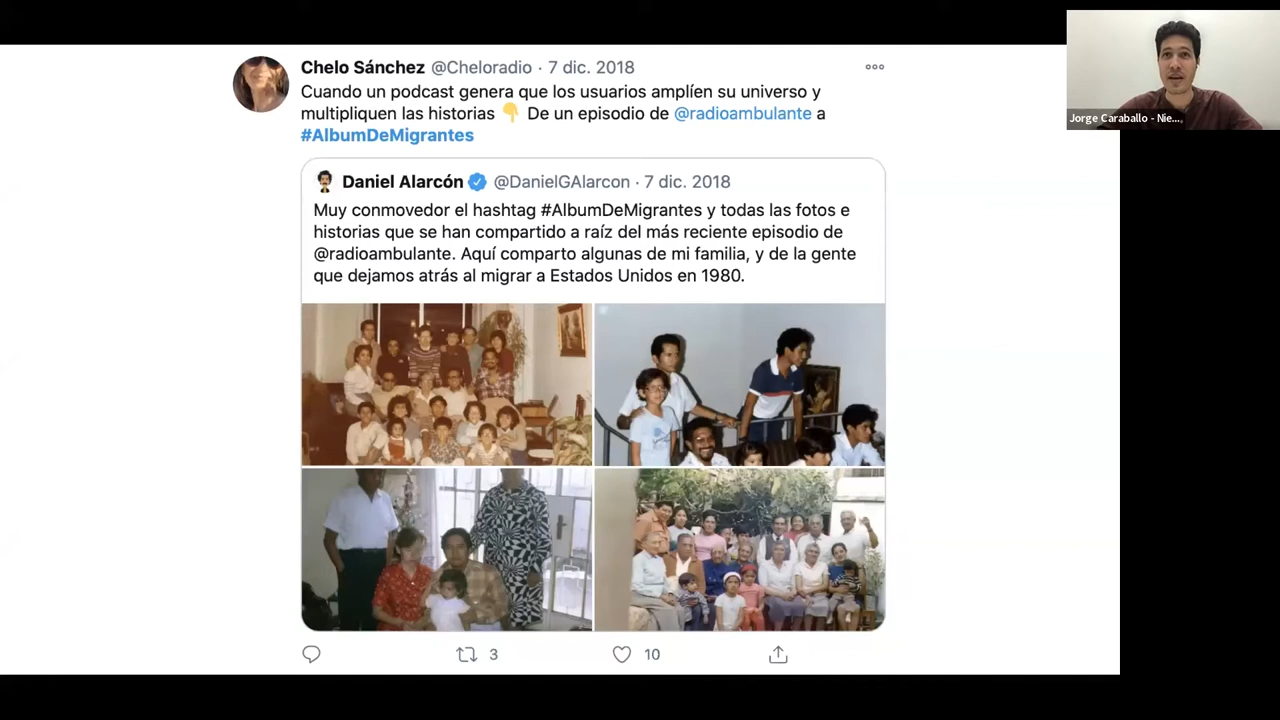 Chelo Sánchez @Cheloradio · 7 dic. 2018
Cuando un podcast genera que los usuarios amplíen su universo y
multipliquen las historias 👇 De un episodio de @radioambulante a
#AlbumDeMigrantes
Daniel Alarcón @DanielGAlarcon · 7 dic. 2018
Muy conmovedor el hashtag #AlbumDeMigrantes y todas las fotos e
historias que se han compartido a raíz del más reciente episodio de
@radioambulante. Aquí comparto algunas de mi familia, y de la gente
que dejamos atrás al migrar a Estados Unidos en 1980.
3 10
Jorge Caraballo - Nie...